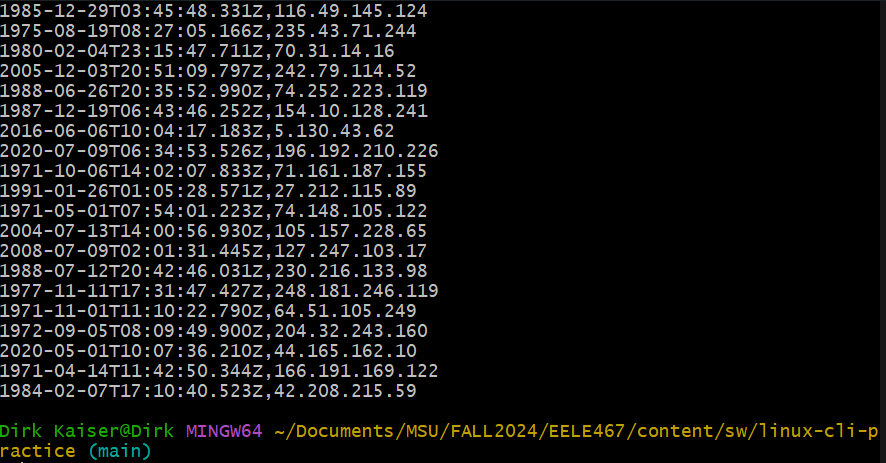 1985-12-29T03:45:48.331Z,116.49.145.124
1975-08-19T08:27:05.166Z,235.43.71.244
1980-02-04T23:15:47.711Z,70.31.14.16
2005-12-03T20:51:09.797Z,242.79.114.52
1988-06-26T20:35:52.990Z,74.252.223.119
1987-12-19T06:43:46.252Z,154.10.128.241
2016-06-06T10:04:17.183Z,5.130.43.62
2020-07-09T06:34:53.526Z,196.192.210.226
1971-10-06T14:02:07.833Z,71.161.187.155
1991-01-26T01:05:28.571Z,27.212.115.89
1971-05-01T07:54:01.223Z,74.148.105.122
2004-07-13T14:00:56.930Z,105.157.228.65
2008-07-09T02:01:31.445Z,127.247.103.17
1988-07-12T20:42:46.031Z,230.216.133.98
1977-11-11T17:31:47.427Z,248.181.246.119
1971-11-01T11:10:22.790Z,64.51.105.249
1972-09-05T08:09:49.900Z,204.32.243.160
2020-05-01T10:07:36.210Z,44.165.162.10
1971-04-14T11:42:50.344Z,166.191.169.122
1984-02-07T17:10:40.523Z,42.208.215.59
Dirk Kaiser@Dirk MINGW64 ~/Documents/MSU/FALL2024/EELE467/content/sw/linux-cli-p
ractice (main)